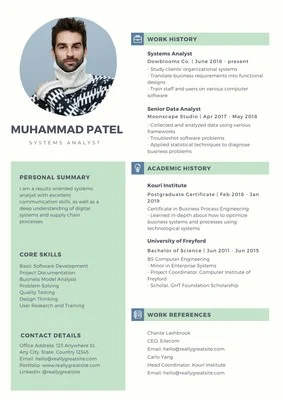 MUHAMMAD PATEL
SYSTEMS ANALYST
PERSONAL SUMMARY
I am a results-oriented systems
analyst with excellent
communication skills, as well as a
deep understanding of digital
systems and supply chain
processes.
CORE SKILLS
Basic Software Development
Project Documentation
Business Model Analysis
Problem Solving
Quality Testing
Design Thinking
User Research and Training
CONTACT DETAILS
Office Address: 123 Anywhere St.
Any City, State, Country 12345
Email: hello@reallygreatsite.com
Portfolio: www.reallygreatsite.com
LinkedIn: @reallygreatsite
WORK HISTORY
Systems Analyst
Dowbrooms Co. | June 2018 - present
- Study clients' organizational systems
- Translate business requirements into functional
designs
- Train staff and users on various computer
software
Senior Data Analyst
Moonscape Studio | Apr 2017 - May 2018
- Collected and analyzed data using various
frameworks
- Troubleshot software problems
- Applied statistical techniques to diagnose
business problems
ACADEMIC HISTORY
Kouri Institute
Postgraduate Certificate | Feb 2018 - Jan
2019
Certificate in Business Process Engineering
- Learned in-depth about how to optimize
business systems and processes using
technological systems
University of Freyford
Bachelor of Science | Jun 2011 - Jun 2015
BS Computer Engineering
- Minor in Enterprise Systems
- Project Coordinator, Computer Institute of
Freyford
- Scholar, GHT Foundation Scholarship
WORK REFERENCES
Chante Lashbrook
CEO, Ellecom
Email: hello@reallygreatsite.com
Carlo Yang
Head Coordinator, Kouri Institute
Email: hello@reallygreatsite.com